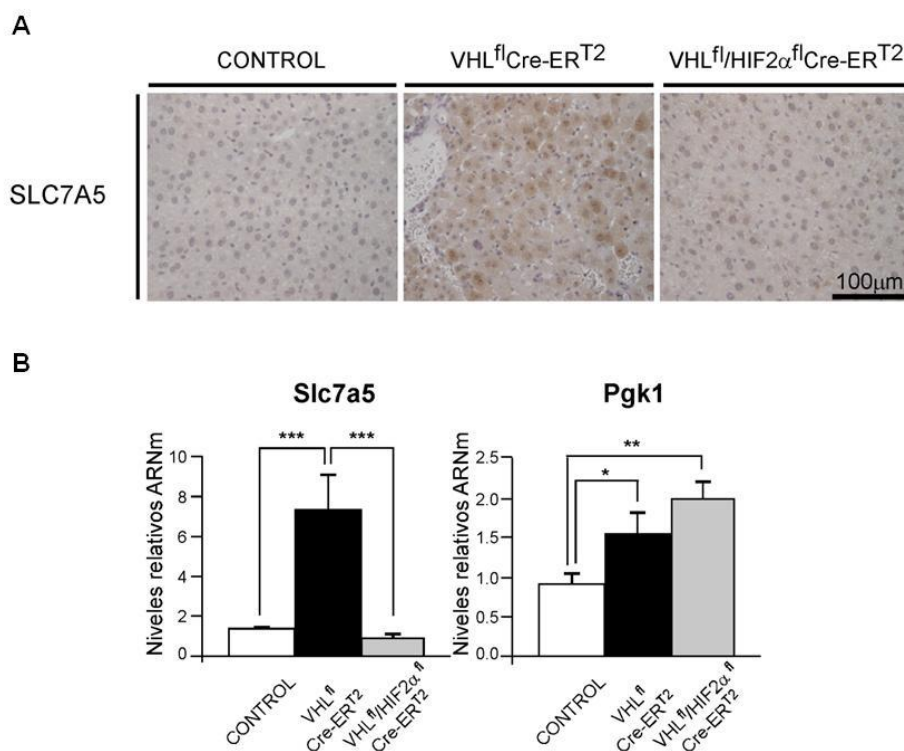 A
CONTROL
VHLᶠˡCre-ERᵀ²
VHLᶠˡ/HIF2αᶠˡCre-ERᵀ²
SLC7A5
100μm
B
Slc7a5
***
***
Niveles relativos ARNm
10
8
6
4
2
0
CONTROL
VHLᶠˡ
Cre-ERᵀ²
VHLᶠˡ/HIF2αᶠˡ
Cre-ERᵀ²
Pgk1
**
*
Niveles relativos ARNm
2.5
2.0
1.5
1.0
0.5
0.0
CONTROL
VHLᶠˡ
Cre-ERᵀ²
VHLᶠˡ/HIF2αᶠˡ
Cre-ERᵀ²